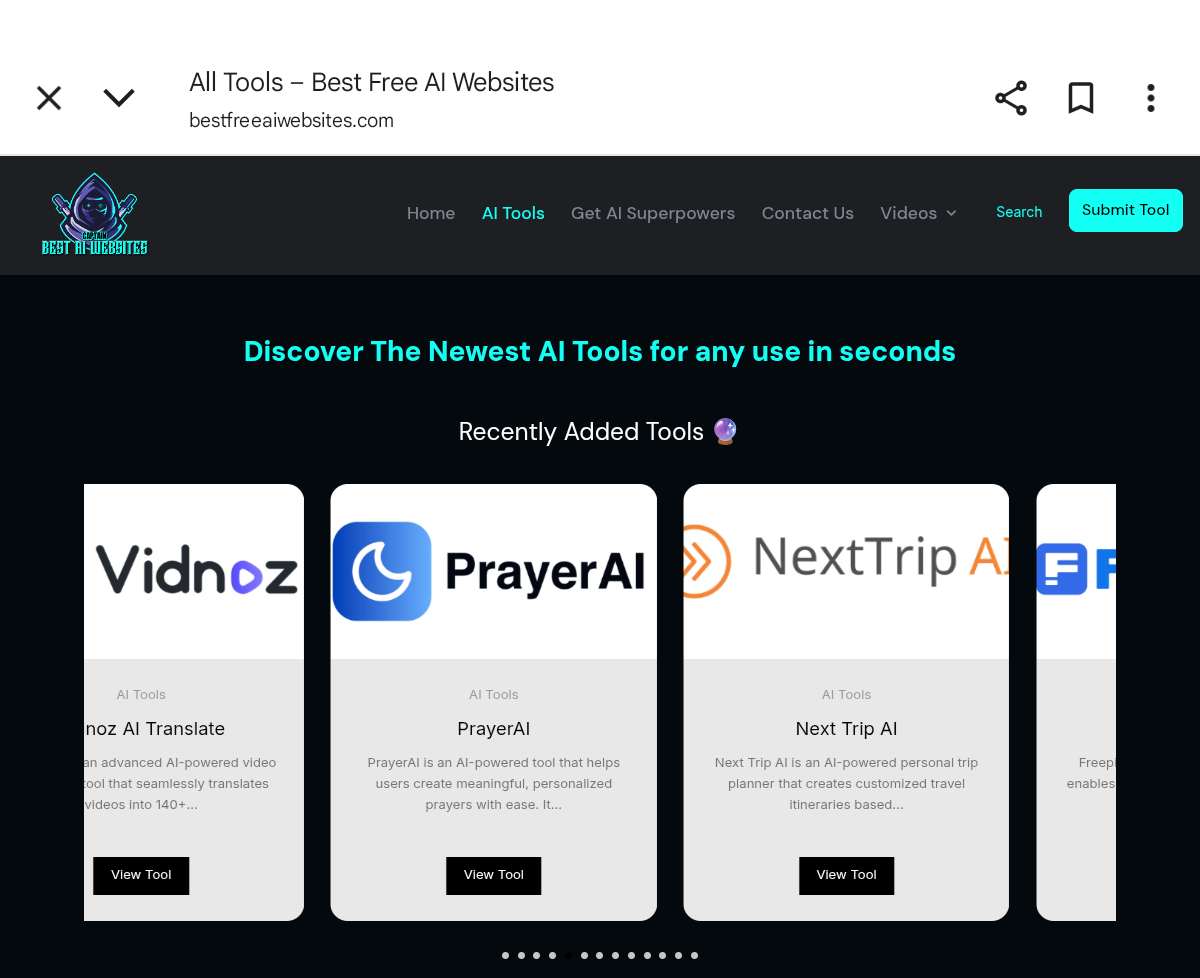 All Tools – Best Free AI Websites
bestfreeaiwebsites.com
CAPTAIN
BEST AI-WEBSITES
Home
AI Tools
Get AI Superpowers
Contact Us
Videos
Search
Submit Tool
Discover The Newest AI Tools for any use in seconds
Recently Added Tools 🔮
Vidnoz
AI Tools
noz AI Translate
an advanced AI-powered video
tool that seamlessly translates
videos into 140+...
View Tool
PrayerAI
AI Tools
PrayerAI
PrayerAI is an AI-powered tool that helps
users create meaningful, personalized
prayers with ease. It...
View Tool
NextTrip AI
AI Tools
Next Trip AI
Next Trip AI is an AI-powered personal trip
planner that creates customized travel
itineraries based...
View Tool
F
Freepi
enables